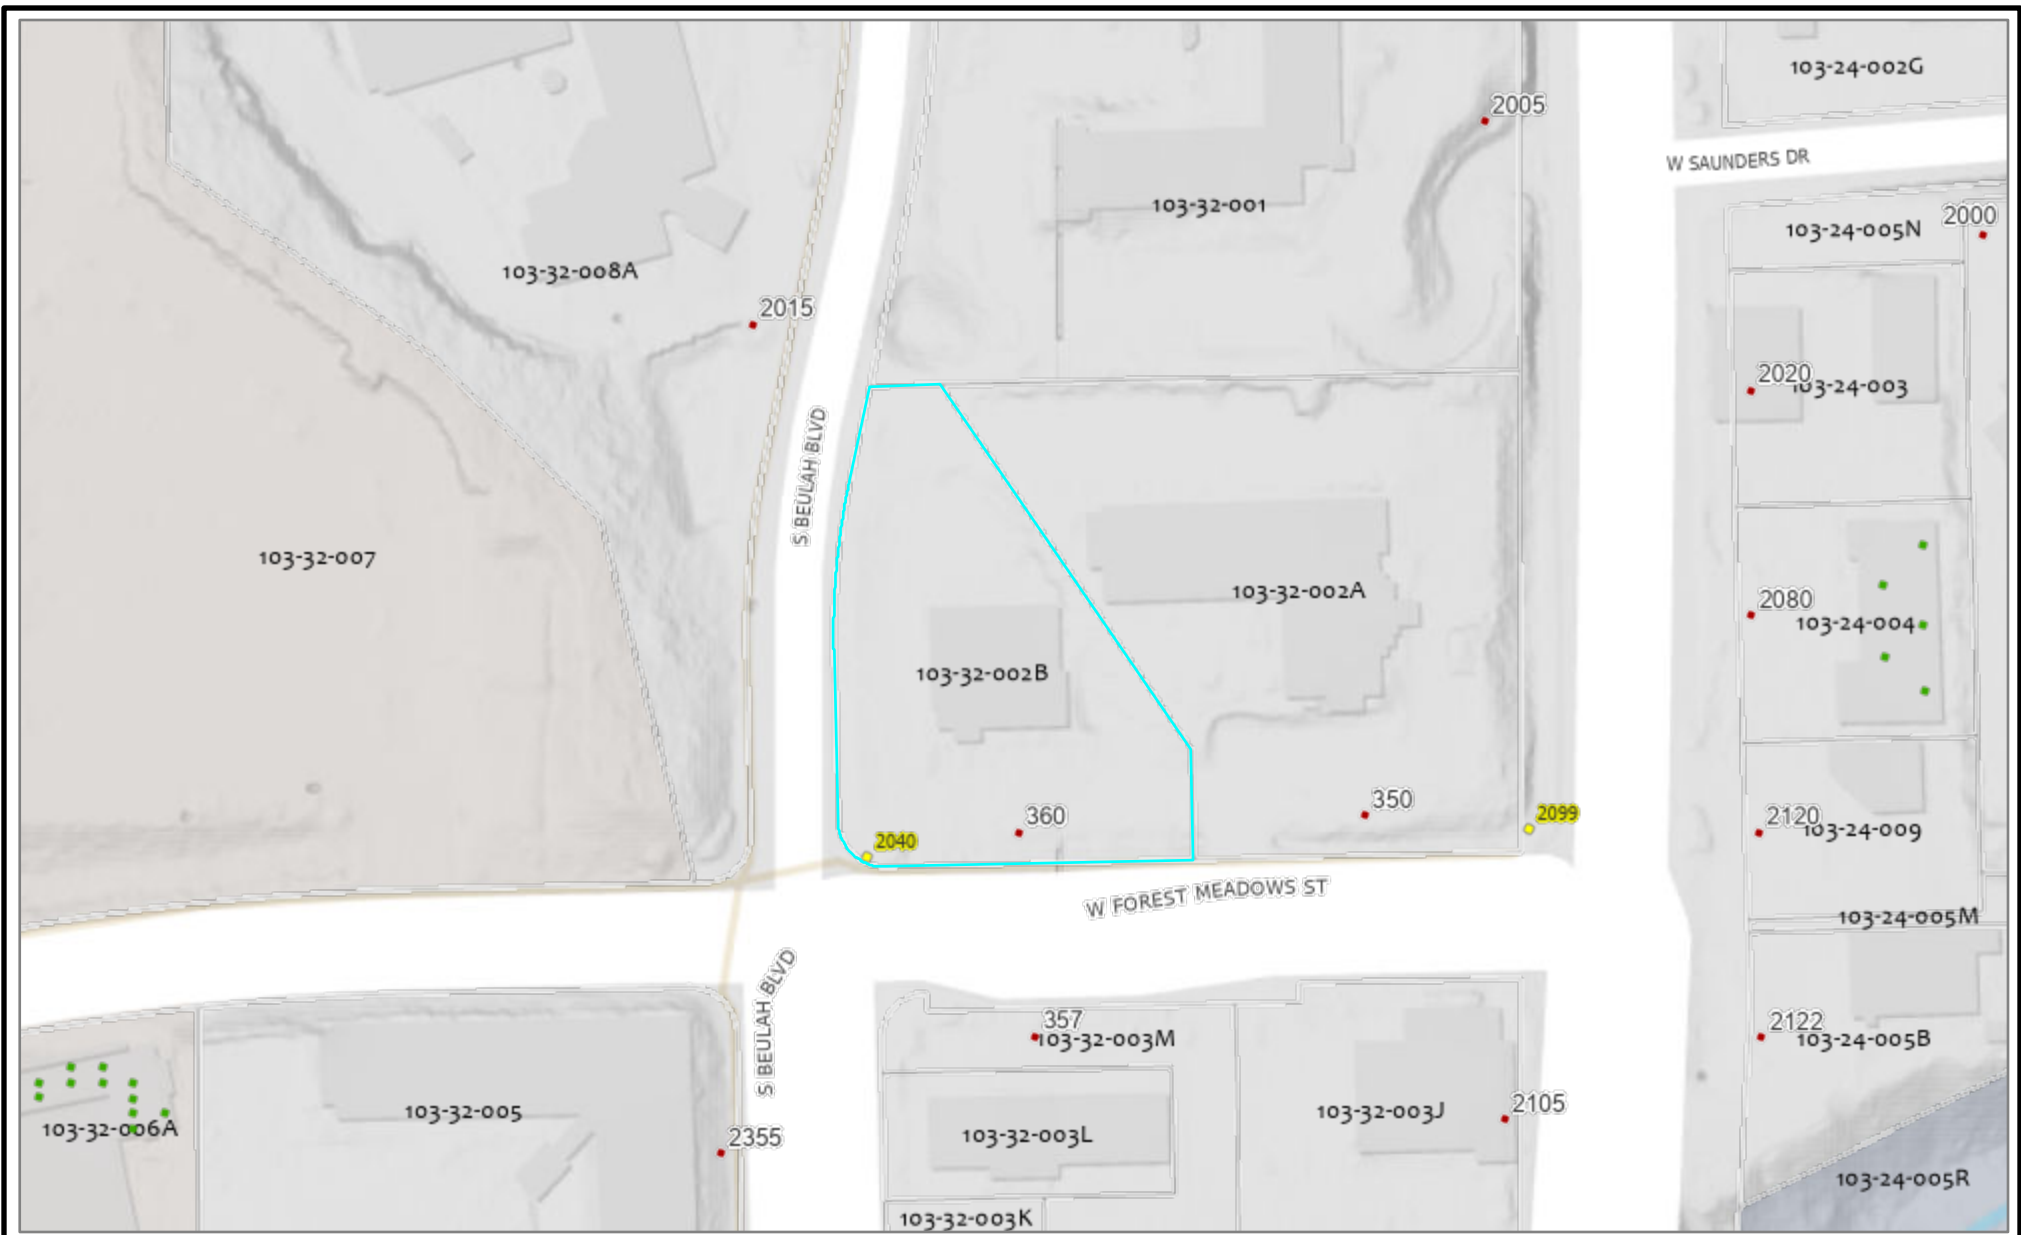 103-24-002G
2005
W SAUNDERS DR
103-32-001
2000
103-24-005N
103-32-008A
2015
2020
103-24-003
S BEULAH BLVD
103-32-007
103-32-002A
2080
103-24-004
103-32-002B
350
360
2099
2040
2120
103-24-009
W FOREST MEADOWS ST
103-24-005M
S BEULAH BLVD
357
103-32-003M
2122
103-24-005B
103-32-005
103-32-003J
2105
103-32-006A
2355
103-32-003L
103-24-005R
103-32-003K